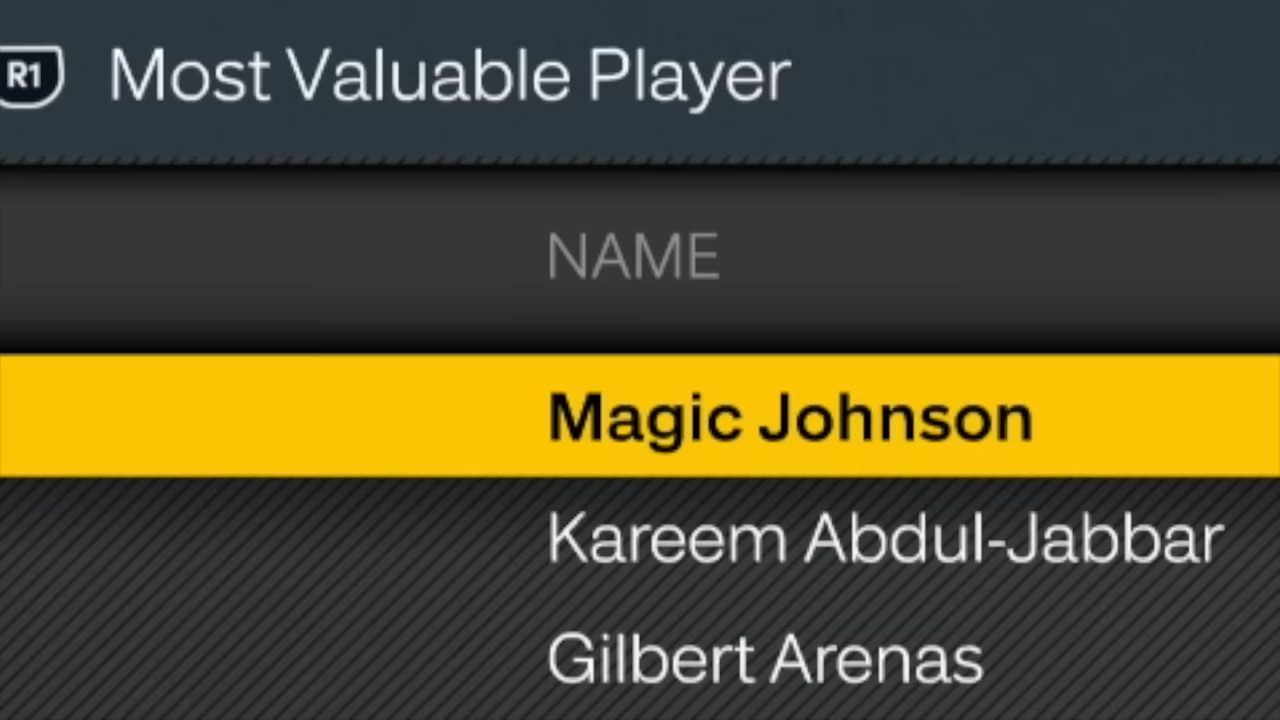 R1 Most Valuable Player
NAME
Magic Johnson
Kareem Abdul-Jabbar
Gilbert Arenas